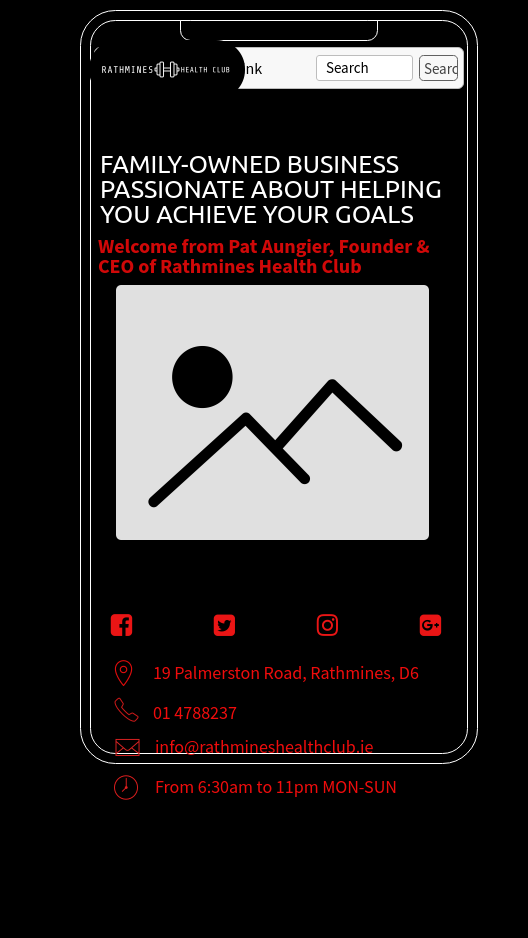 RATHMINES HEALTH CLUB
nk
Search
Searc
FAMILY-OWNED BUSINESS
PASSIONATE ABOUT HELPING
YOU ACHIEVE YOUR GOALS
Welcome from Pat Aungier, Founder &
CEO of Rathmines Health Club
19 Palmerston Road, Rathmines, D6
01 4788237
info@rathmineshealthclub.ie
From 6:30am to 11pm MON-SUN